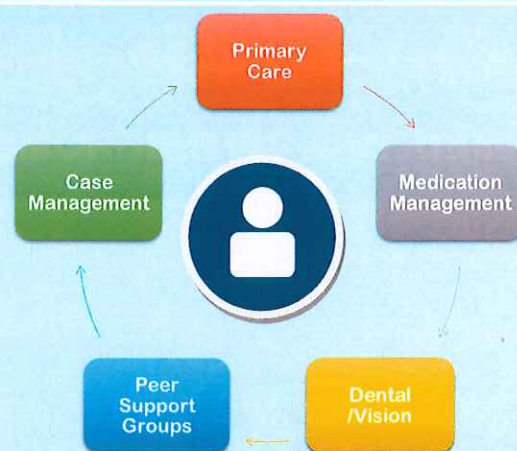 Primary
Care
Medication
Management
Dental
/Vision
Peer
Support
Groups
Case
Management